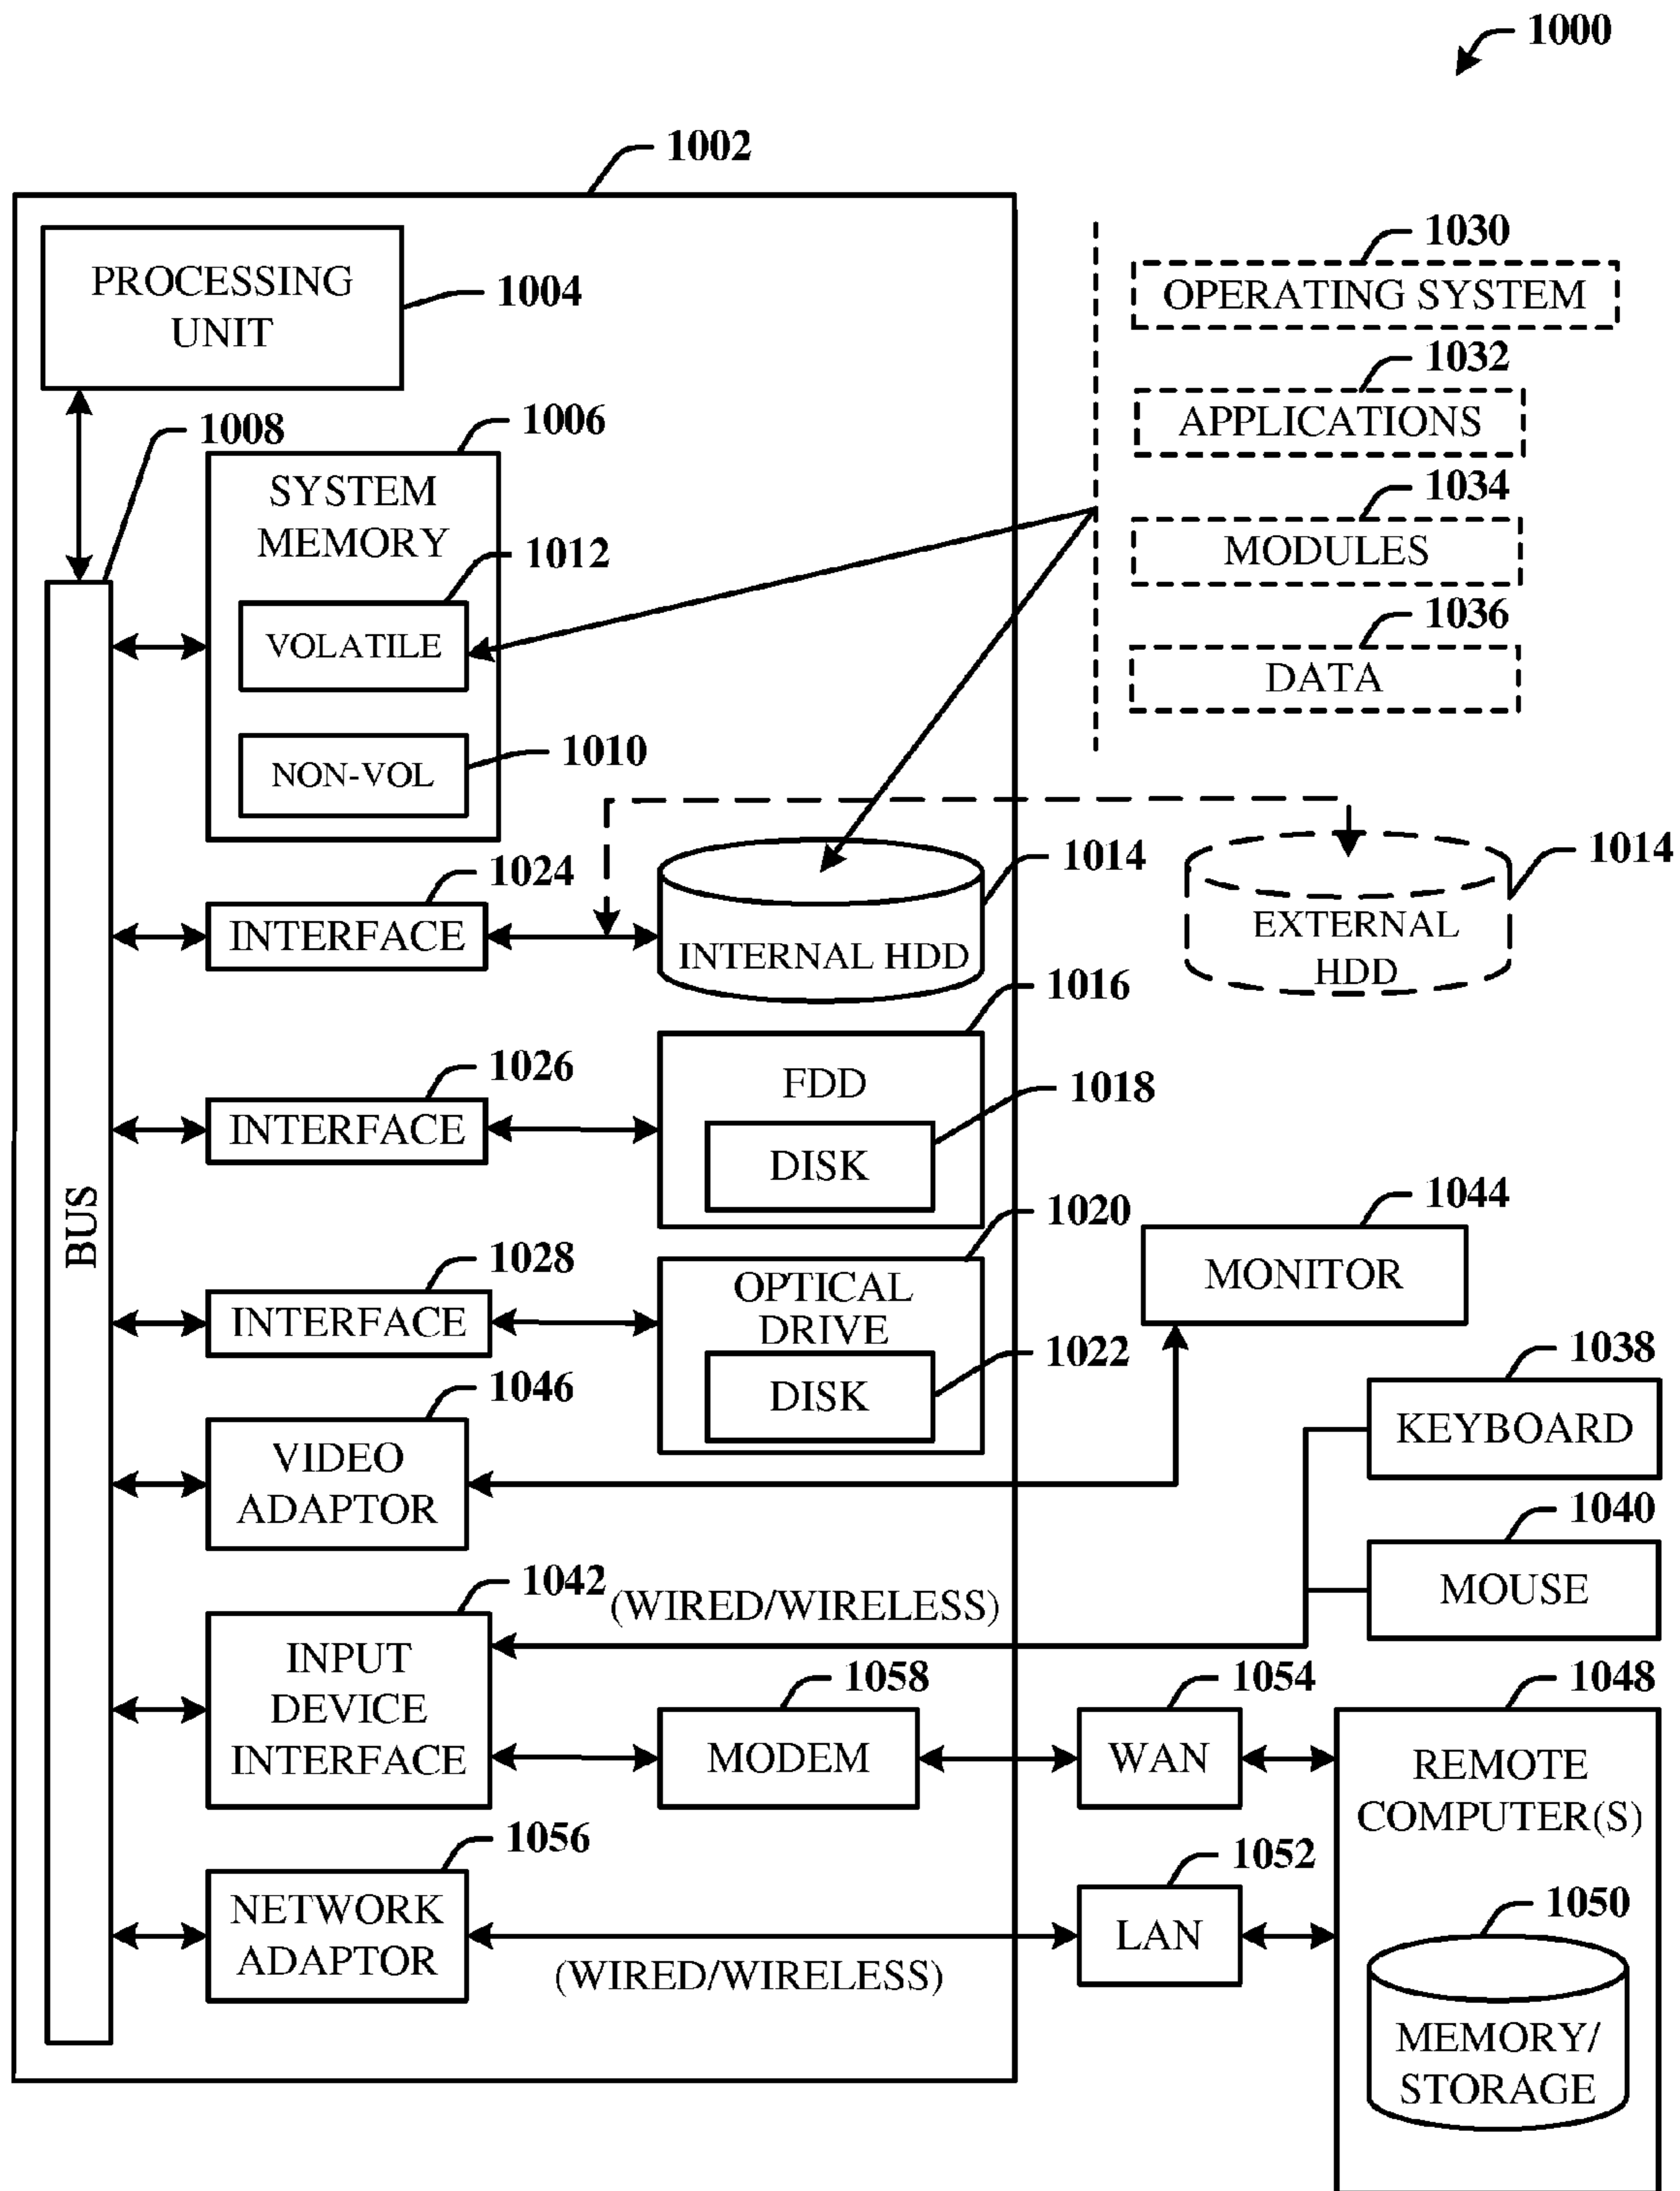 1000
1002
PROCESSING
UNIT
1004
1030
OPERATING SYSTEM
1032
APPLICATIONS
1034
MODULES
1036
DATA
1008
1006
SYSTEM
MEMORY
1012
VOLATILE
1010
NON-VOL
1024
INTERFACE
1014
INTERNAL HDD
1014
EXTERNAL
HDD
1016
FDD
1018
DISK
1026
INTERFACE
BUS
1020
OPTICAL
DRIVE
1022
DISK
1028
INTERFACE
1044
MONITOR
1046
VIDEO
ADAPTOR
1038
KEYBOARD
1040
MOUSE
1042
(WIRED/WIRELESS)
INPUT
DEVICE
INTERFACE
1058
MODEM
1054
WAN
1048
REMOTE
COMPUTER(S)
1056
NETWORK
ADAPTOR
(WIRED/WIRELESS)
1052
LAN
1050
MEMORY/
STORAGE